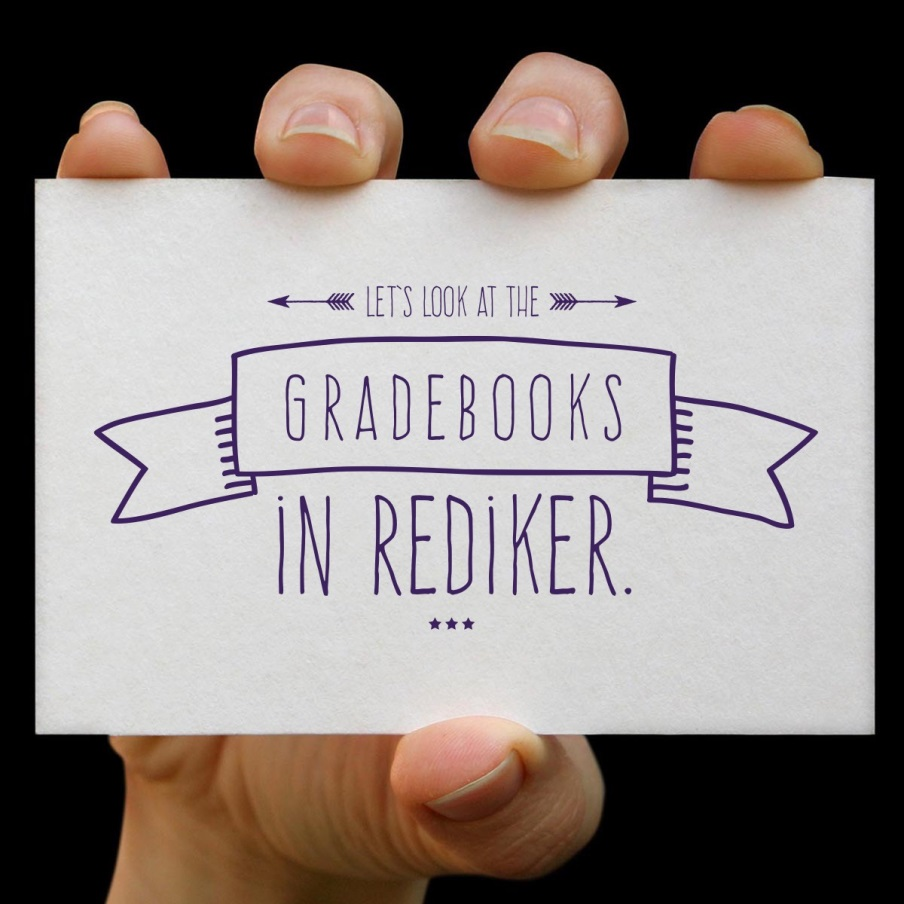 LET`S LOOK AT THE
GRADEBOOKS
iN REDiKER.